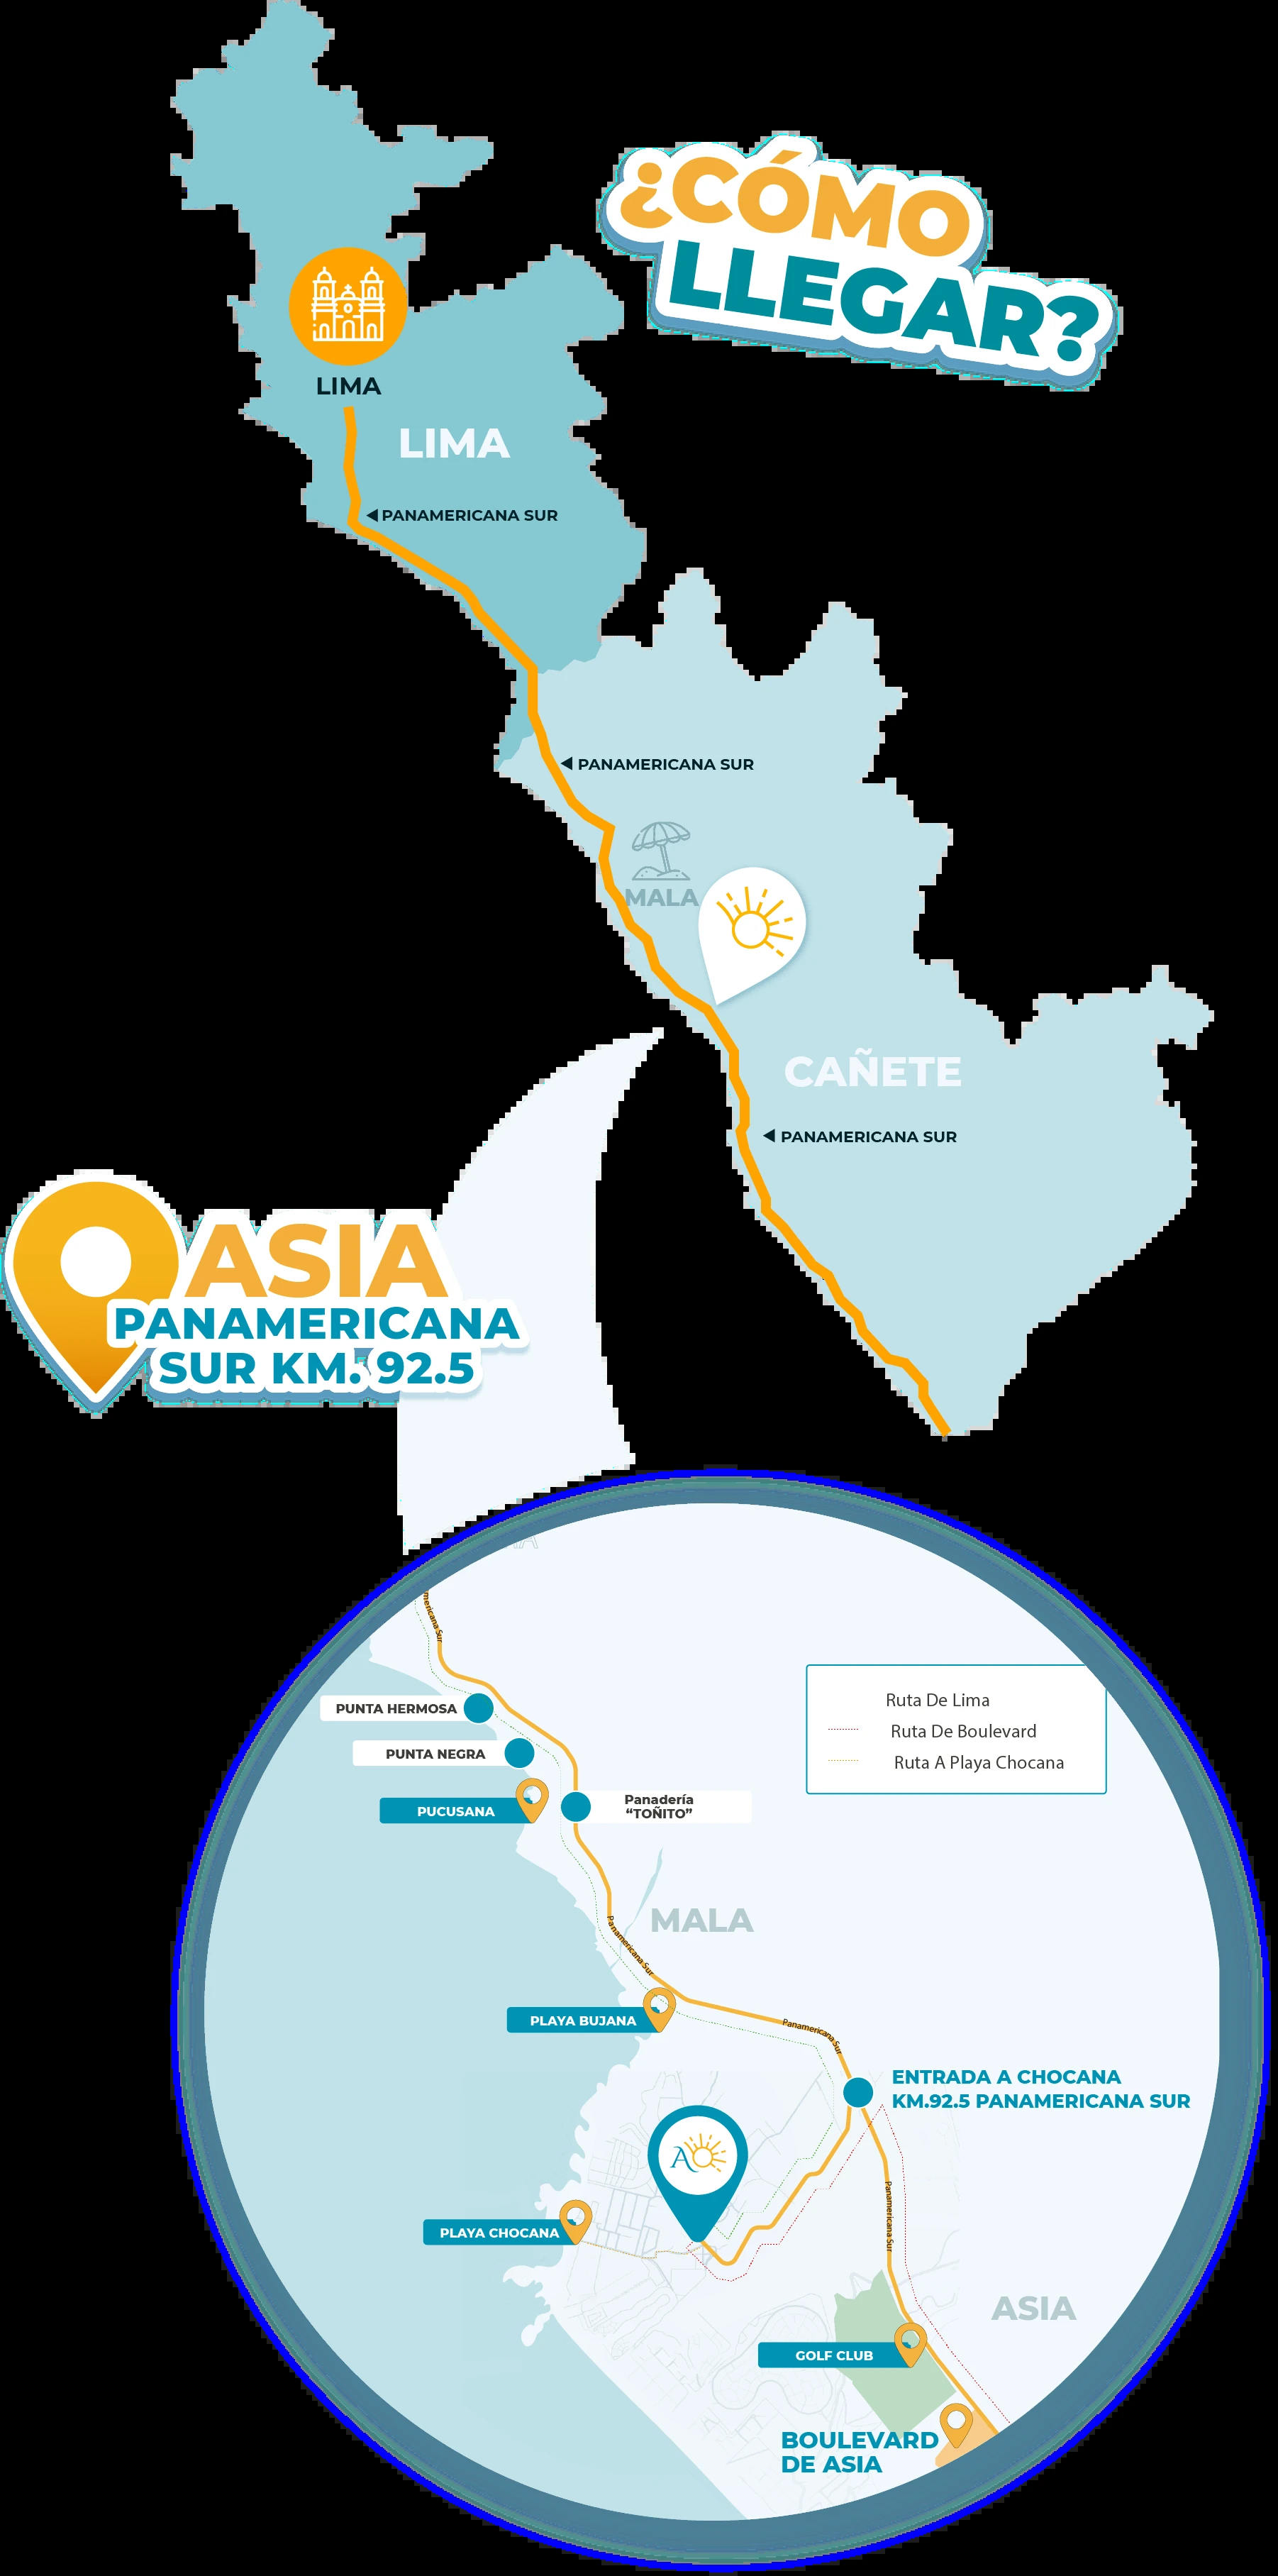 ¿CÓMO
LLEGAR?
LIMA
LIMA
PANAMERICANA SUR
PANAMERICANA SUR
MALA
CAÑETE
PANAMERICANA SUR
ASIA
PANAMERICANA
SUR KM. 92.5
mericana Sur
PUNTA HERMOSA
PUNTA NEGRA
PUCUSANA
Panadería
“TOÑITO”
Ruta De Lima
Ruta De Boulevard
Ruta A Playa Chocana
MALA
Panamericana Sur
PLAYA BUJANA
Panamericana Sur
ENTRADA A CHOCANA
KM.92.5 PANAMERICANA SUR
A
PLAYA CHOCANA
Panamericana Sur
ASIA
GOLF CLUB
BOULEVARD
DE ASIA